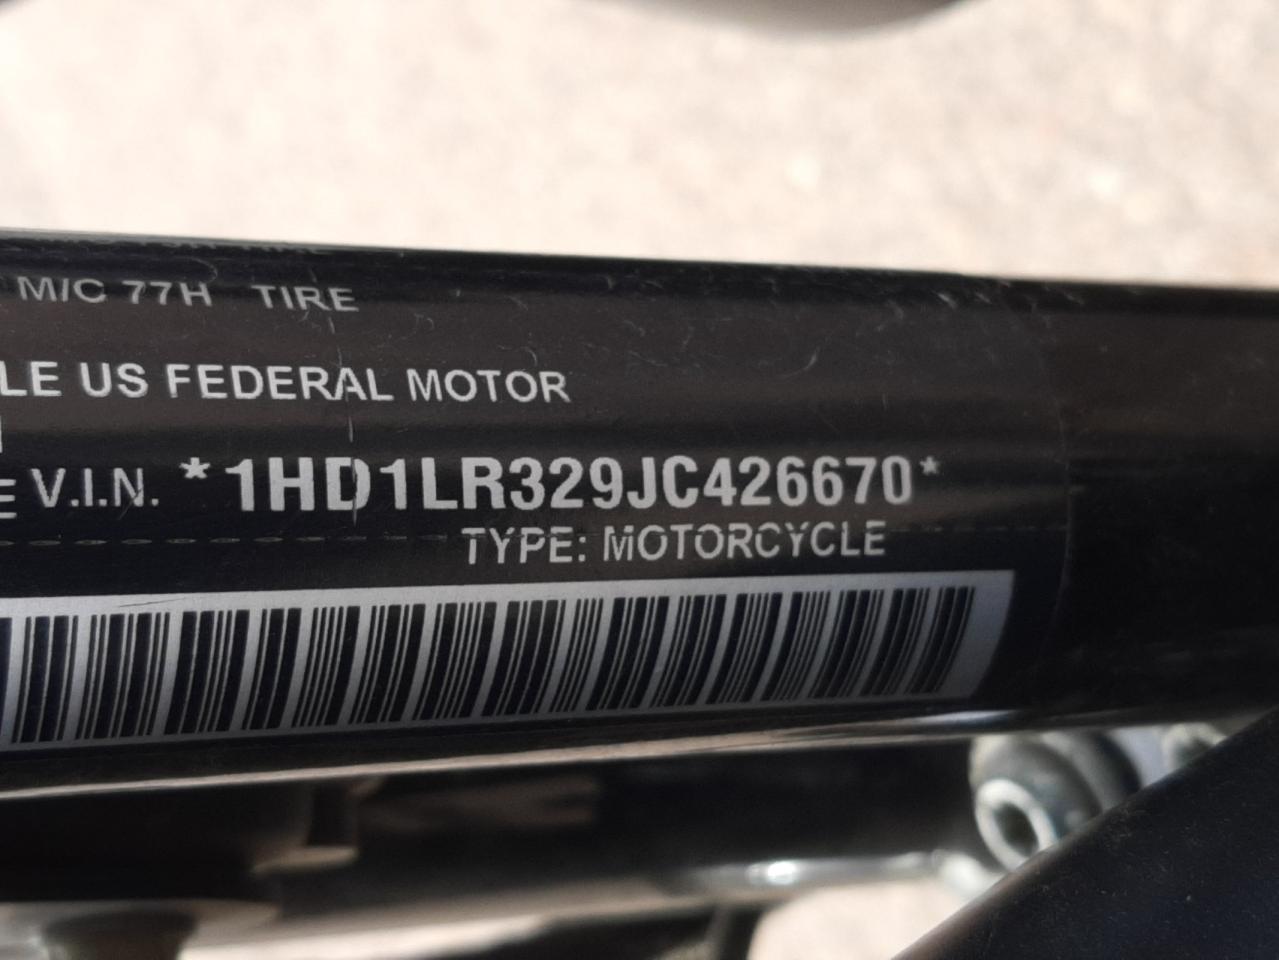 M/C 77H TIRE
LE US FEDERAL MOTOR
E V.I.N. *1HD1LR329JC426670*
TYPE: MOTORCYCLE